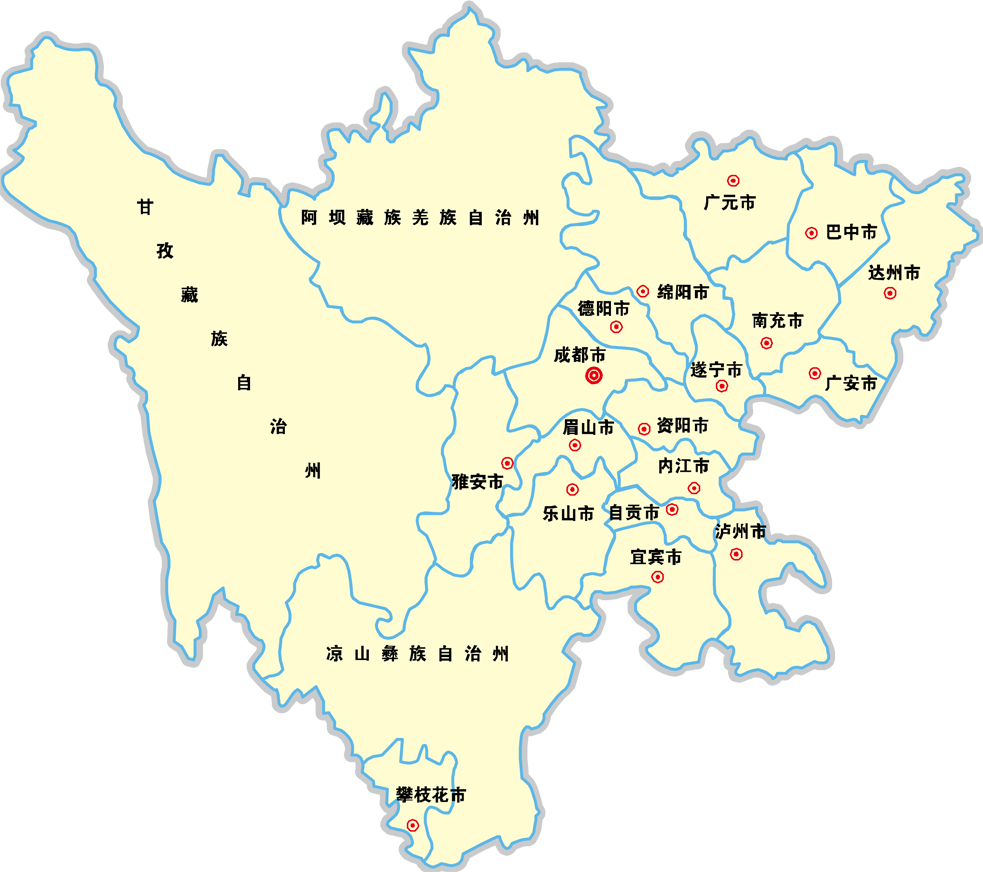 广元市
甘孜藏族自治州
阿坝藏族羌族自治州
巴中市
达州市
绵阳市
德阳市
南充市
成都市
遂宁市
广安市
眉山市
资阳市
内江市
雅安市
乐山市
自贡市
泸州市
宜宾市
凉山彝族自治州
攀枝花市